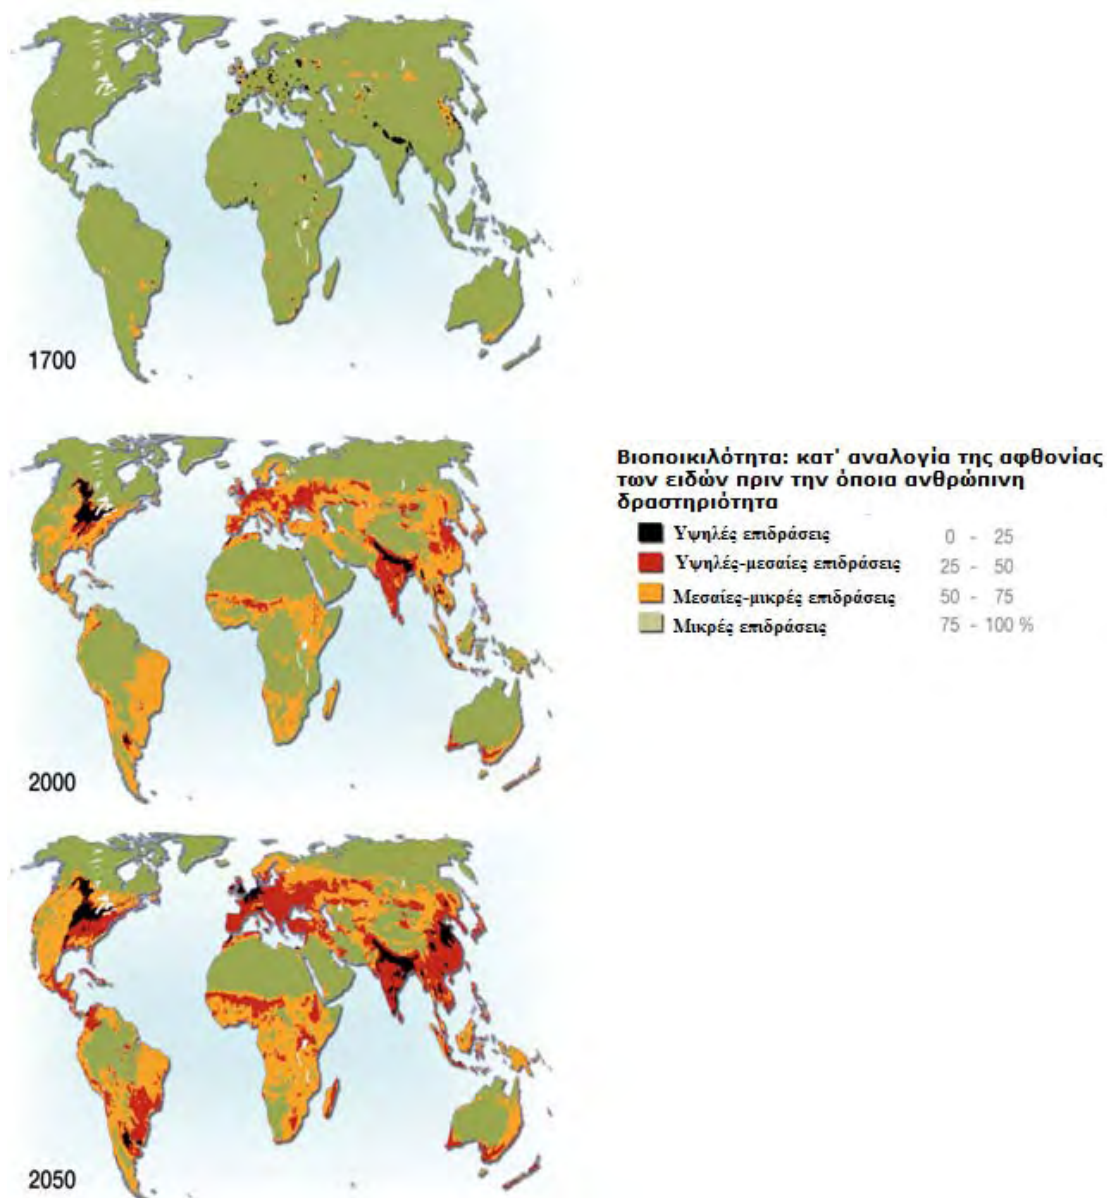 1700
2000
Βιοποικιλότητα: κατ' αναλογία της αφθονίας
των ειδών πριν την όποια ανθρώπινη
δραστηριότητα
Υψηλές επιδράσεις 0 - 25
Υψηλές-μεσαίες επιδράσεις 25 - 50
Μεσαίες-μικρές επιδράσεις 50 - 75
Μικρές επιδράσεις 75 - 100 %
2050